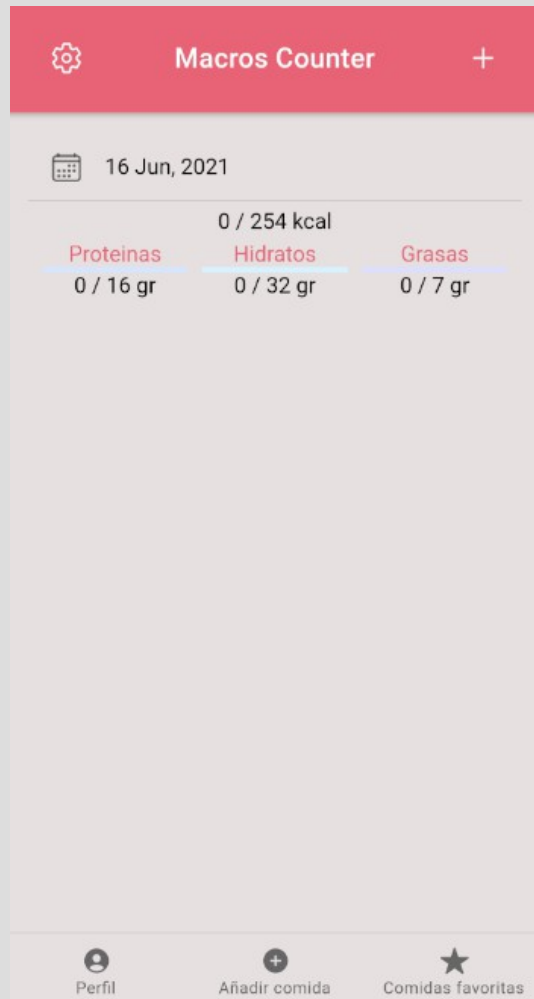 Macros Counter
16 Jun, 2021
0 / 254 kcal
Proteinas Hidratos Grasas
0 / 16 gr 0 / 32 gr 0 / 7 gr
Perfil Añadir comida Comidas favoritas